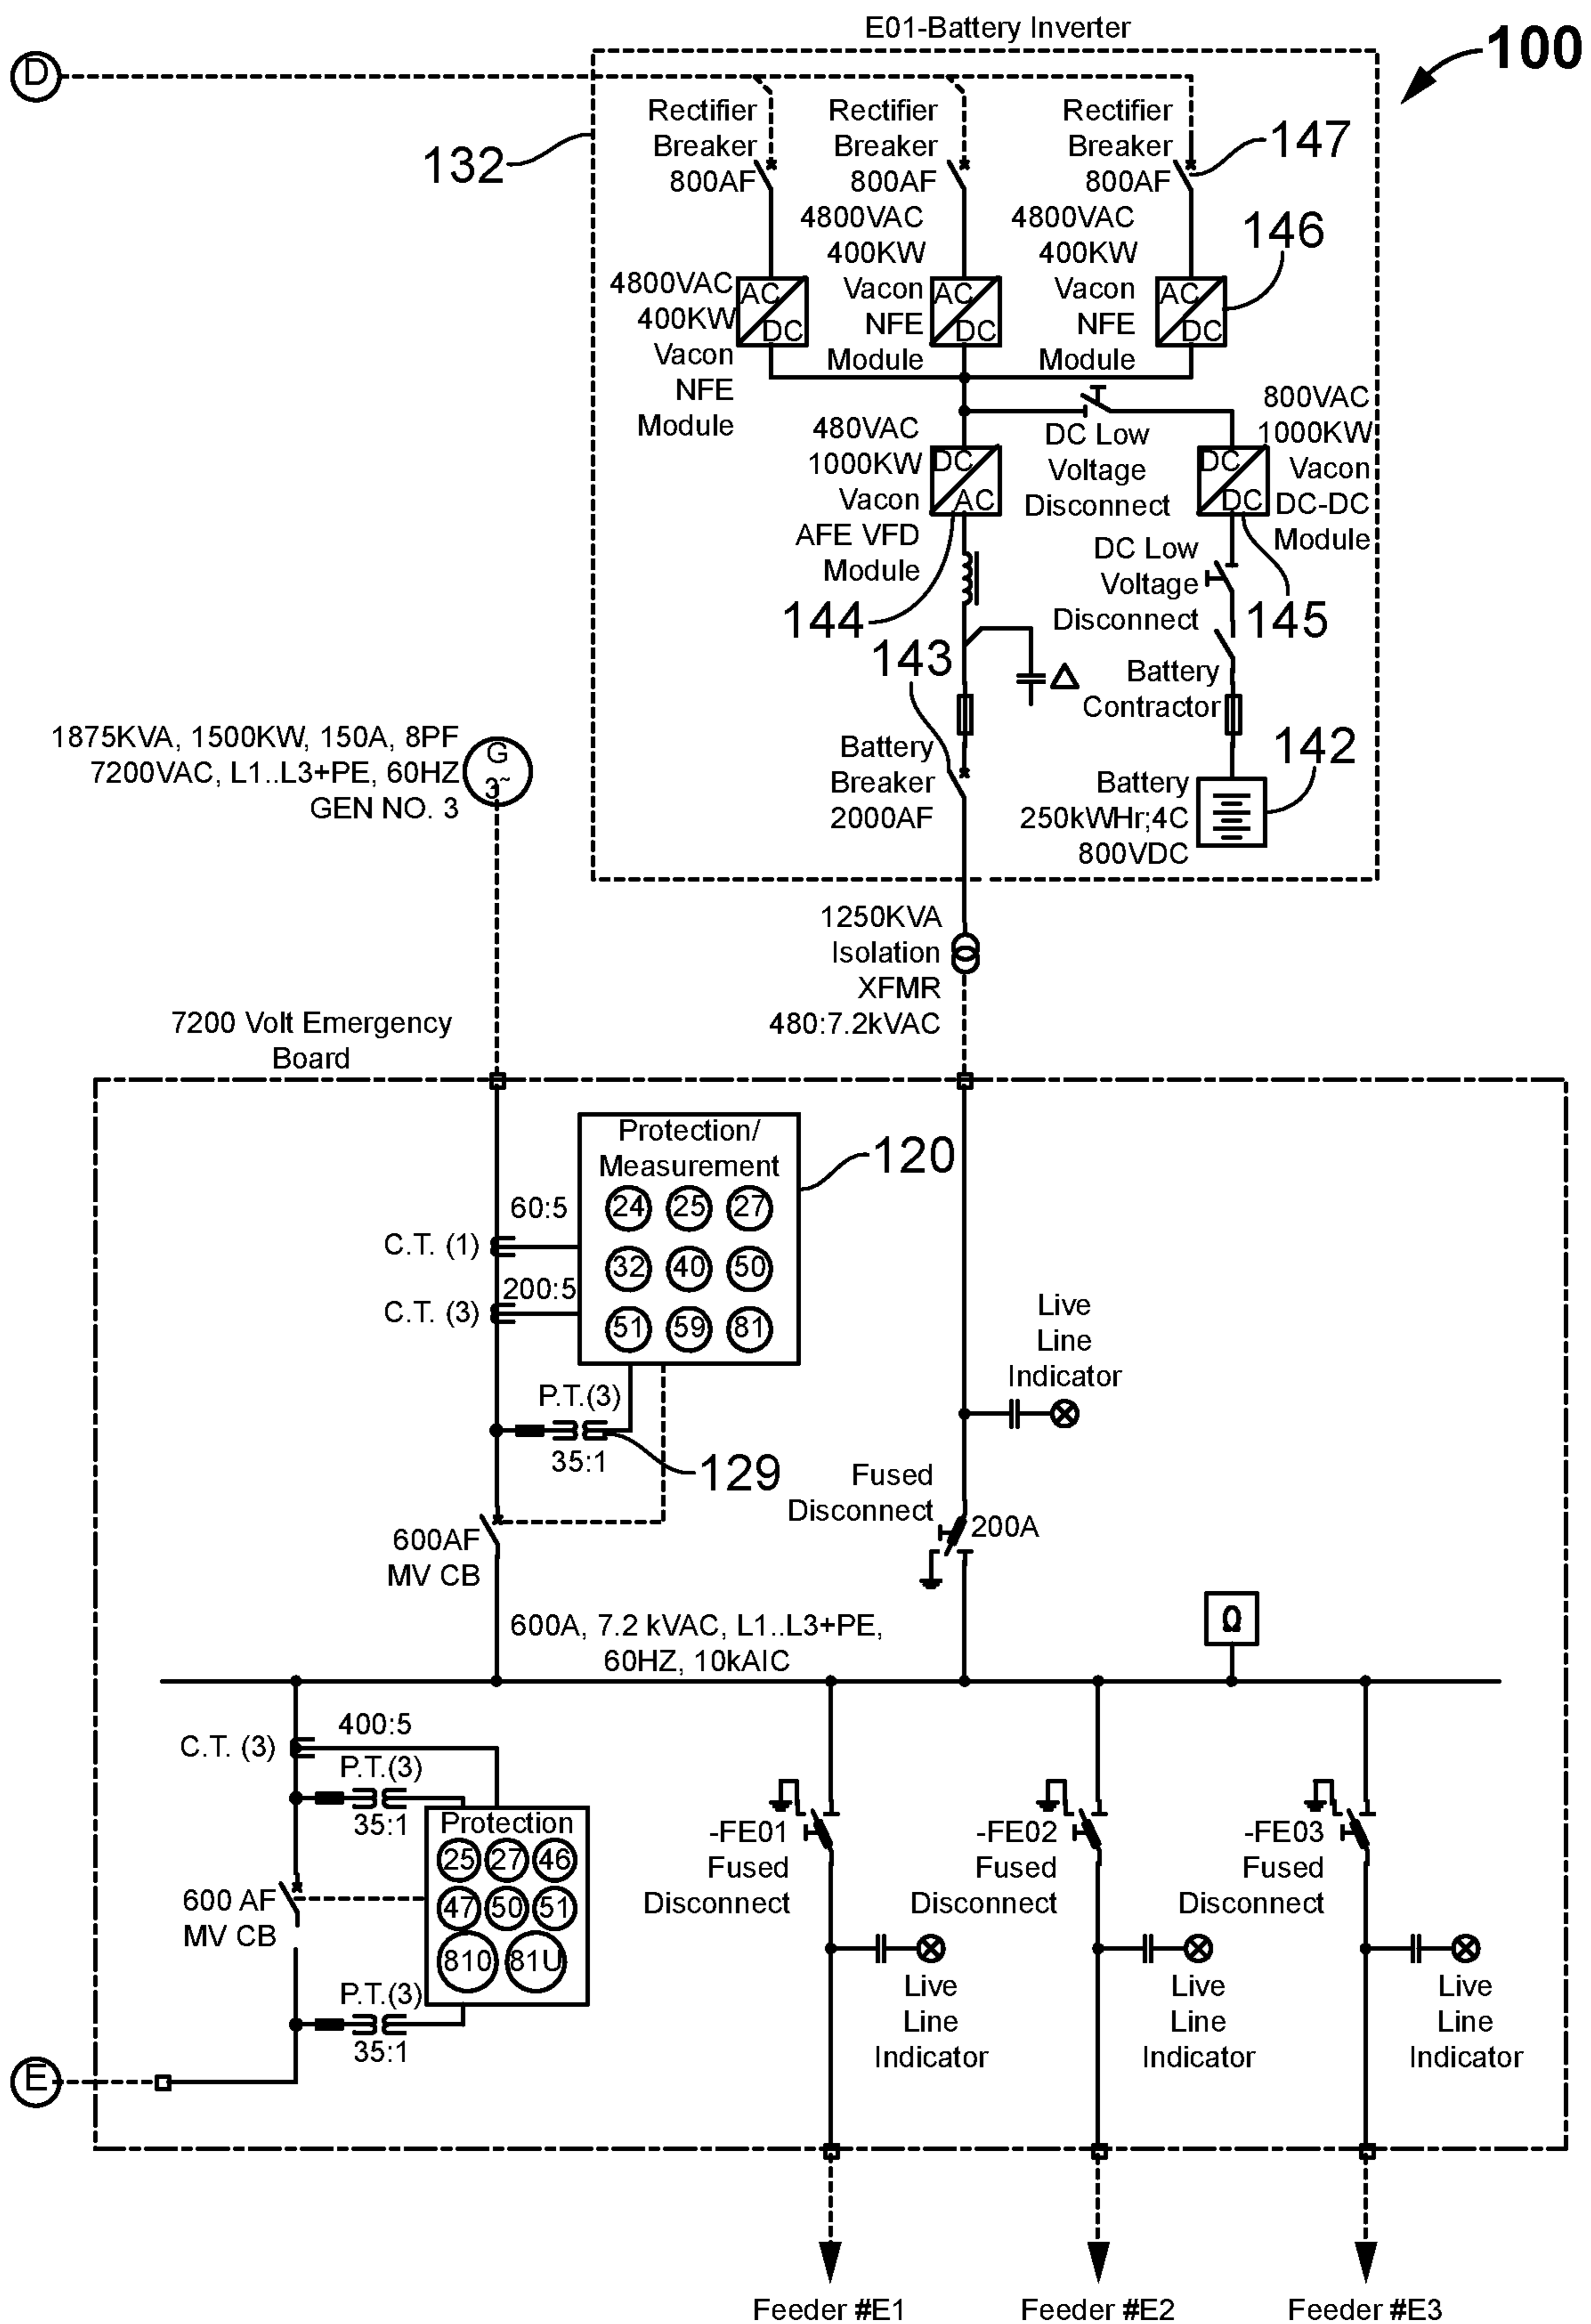 E01-Battery Inverter
100
D
132
Rectifier
Breaker
800AF
Rectifier
Breaker
800AF
Rectifier
Breaker
800AF
147
4800VAC
400KW
Vacon
NFE
Module
AC
DC
4800VAC
400KW
Vacon
NFE
Module
AC
DC
4800VAC
400KW
Vacon
NFE
Module
AC
DC
146
480VAC
1000KW
Vacon
AFE VFD
Module
DC
AC
144
DC Low
Voltage
Disconnect
800VAC
1000KW
Vacon
DC-DC
Module
DC
DC
145
DC Low
Voltage
Disconnect
143
Δ
Battery
Contractor
Battery
Breaker
2000AF
Battery
250kWHr;4C
800VDC
142
1875KVA, 1500KW, 150A, 8PF
7200VAC, L1..L3+PE, 60HZ
GEN NO. 3
G
3~
1250KVA
Isolation
XFMR
480:7.2kVAC
7200 Volt Emergency
Board
Protection/
Measurement
24 25 27
32 40 50
51 59 81
120
60:5
C.T. (1)
200:5
C.T. (3)
P.T.(3)
35:1
129
600AF
MV CB
Live
Line
Indicator
Fused
Disconnect
200A
600A, 7.2 kVAC, L1..L3+PE,
60HZ, 10kAIC
Ω
C.T. (3)
400:5
P.T.(3)
35:1
Protection
25 27 46
47 50 51
810 81U
600 AF
MV CB
P.T.(3)
35:1
E
-FE01
Fused
Disconnect
-FE02
Fused
Disconnect
-FE03
Fused
Disconnect
Live
Line
Indicator
Live
Line
Indicator
Live
Line
Indicator
Feeder #E1
Feeder #E2
Feeder #E3